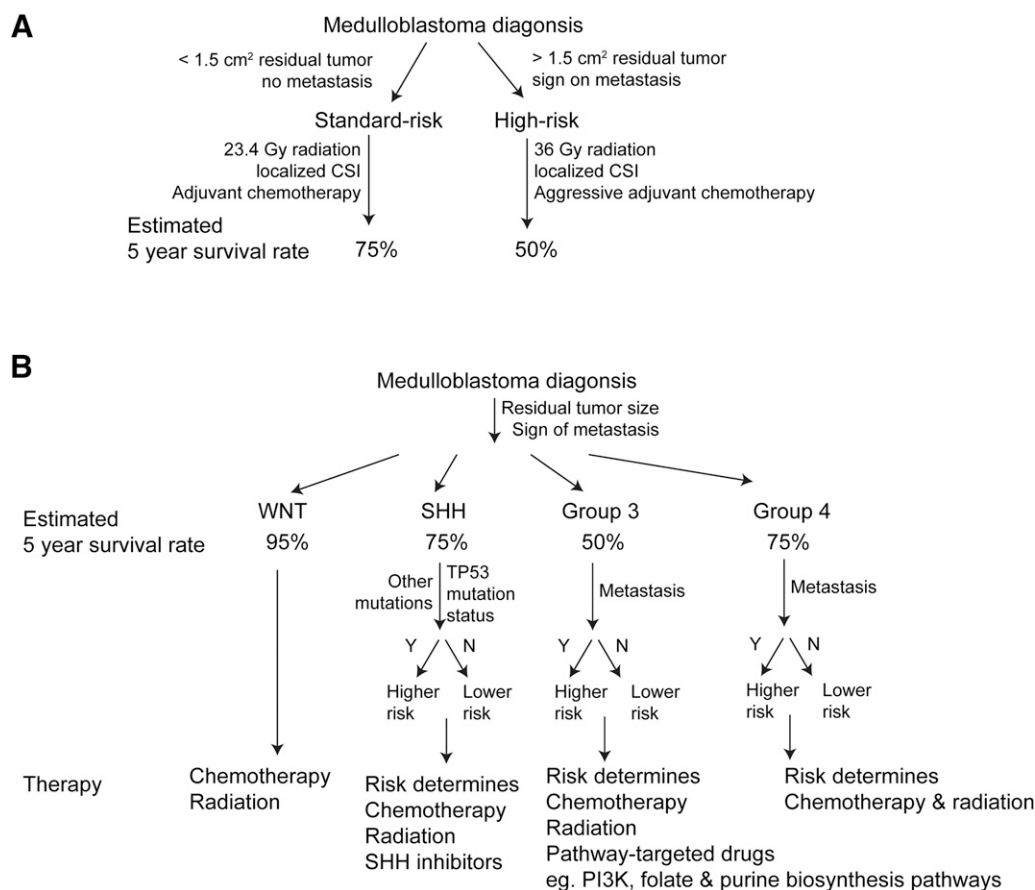 A
Medulloblastoma diagonsis
< 1.5 cm² residual tumor
no metastasis
> 1.5 cm² residual tumor
sign on metastasis
Standard-risk
High-risk
23.4 Gy radiation
localized CSI
Adjuvant chemotherapy
36 Gy radiation
localized CSI
Aggressive adjuvant chemotherapy
Estimated
5 year survival rate
75%
50%
B
Medulloblastoma diagonsis
Residual tumor size
Sign of metastasis
Estimated
5 year survival rate
WNT
95%
SHH
75%
Group 3
50%
Group 4
75%
Other
mutations
TP53
mutation
status
Metastasis
Metastasis
Y
N
Y
N
Y
N
Higher
risk
Lower
risk
Higher
risk
Lower
risk
Higher
risk
Lower
risk
Therapy
Chemotherapy
Radiation
Risk determines
Chemotherapy
Radiation
SHH inhibitors
Risk determines
Chemotherapy
Radiation
Pathway-targeted drugs
eg. PI3K, folate & purine biosynthesis pathways
Risk determines
Chemotherapy & radiation